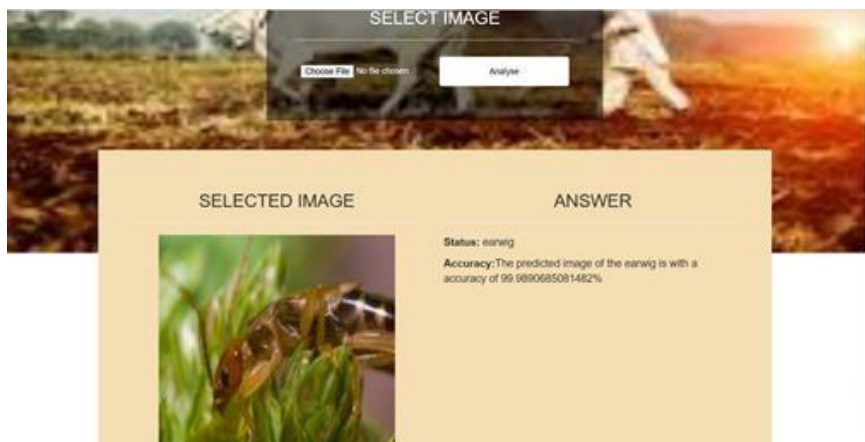 SELECT IMAGE
Choose File No file chosen
Analyse
SELECTED IMAGE
ANSWER
Status: earwig
Accuracy:The predicted image of the earwig is with a
accuracy of 99.9890685081482%